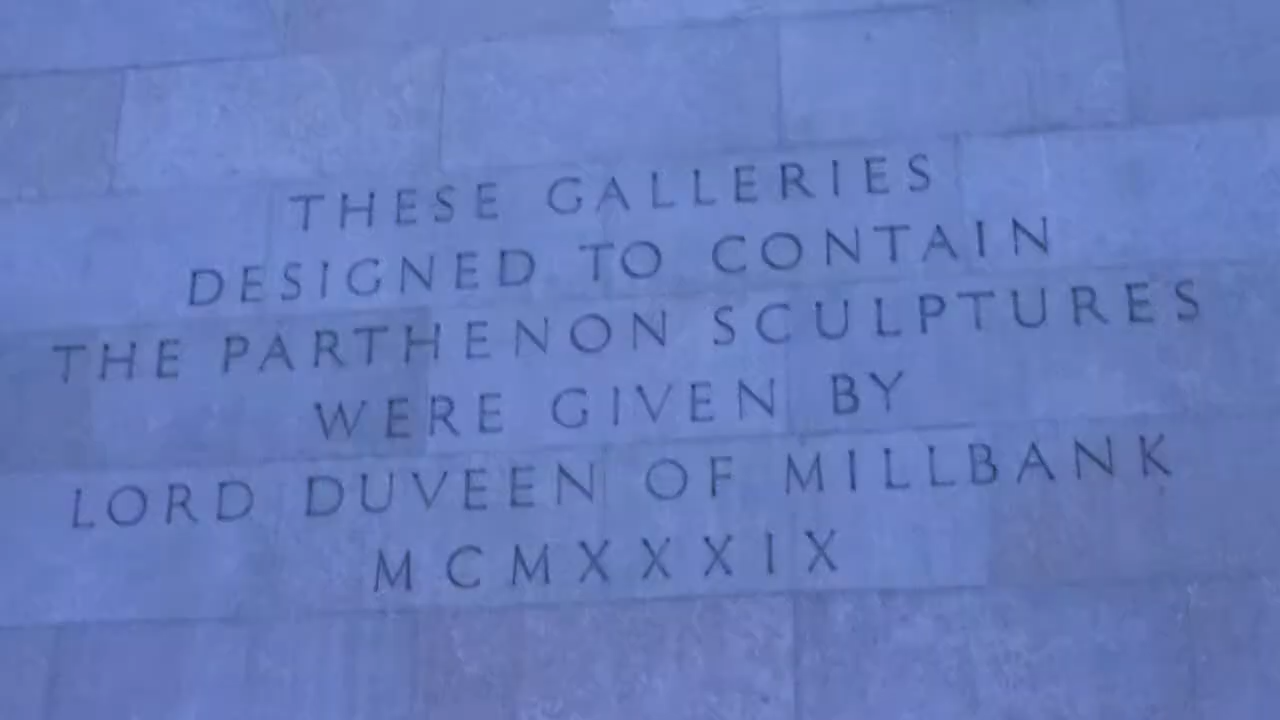 THESE GALLERIES
DESIGNED TO CONTAIN
THE PARTHENON SCULPTURES
WERE GIVEN BY
LORD DUVEEN OF MILLBANK
MCMXXXIX